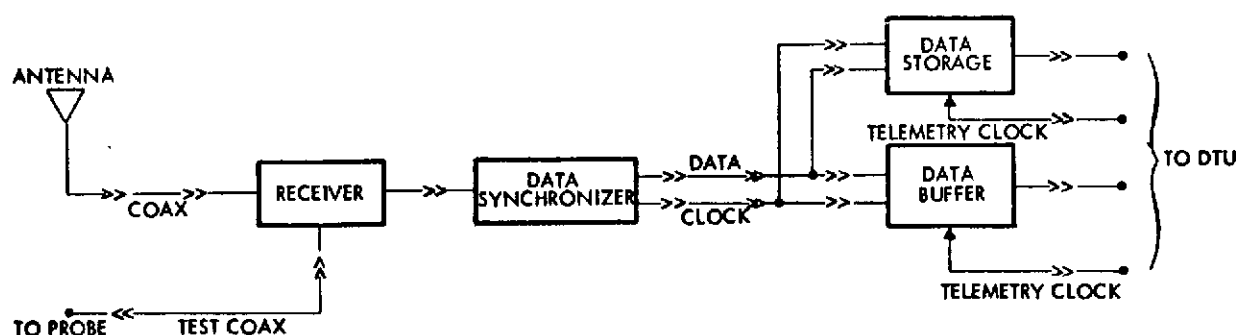 ANTENNA
COAX
RECEIVER
TO PROBE
TEST COAX
DATA
SYNCHRONIZER
DATA
CLOCK
DATA
STORAGE
TELEMETRY CLOCK
DATA
BUFFER
TELEMETRY CLOCK
TO DTU